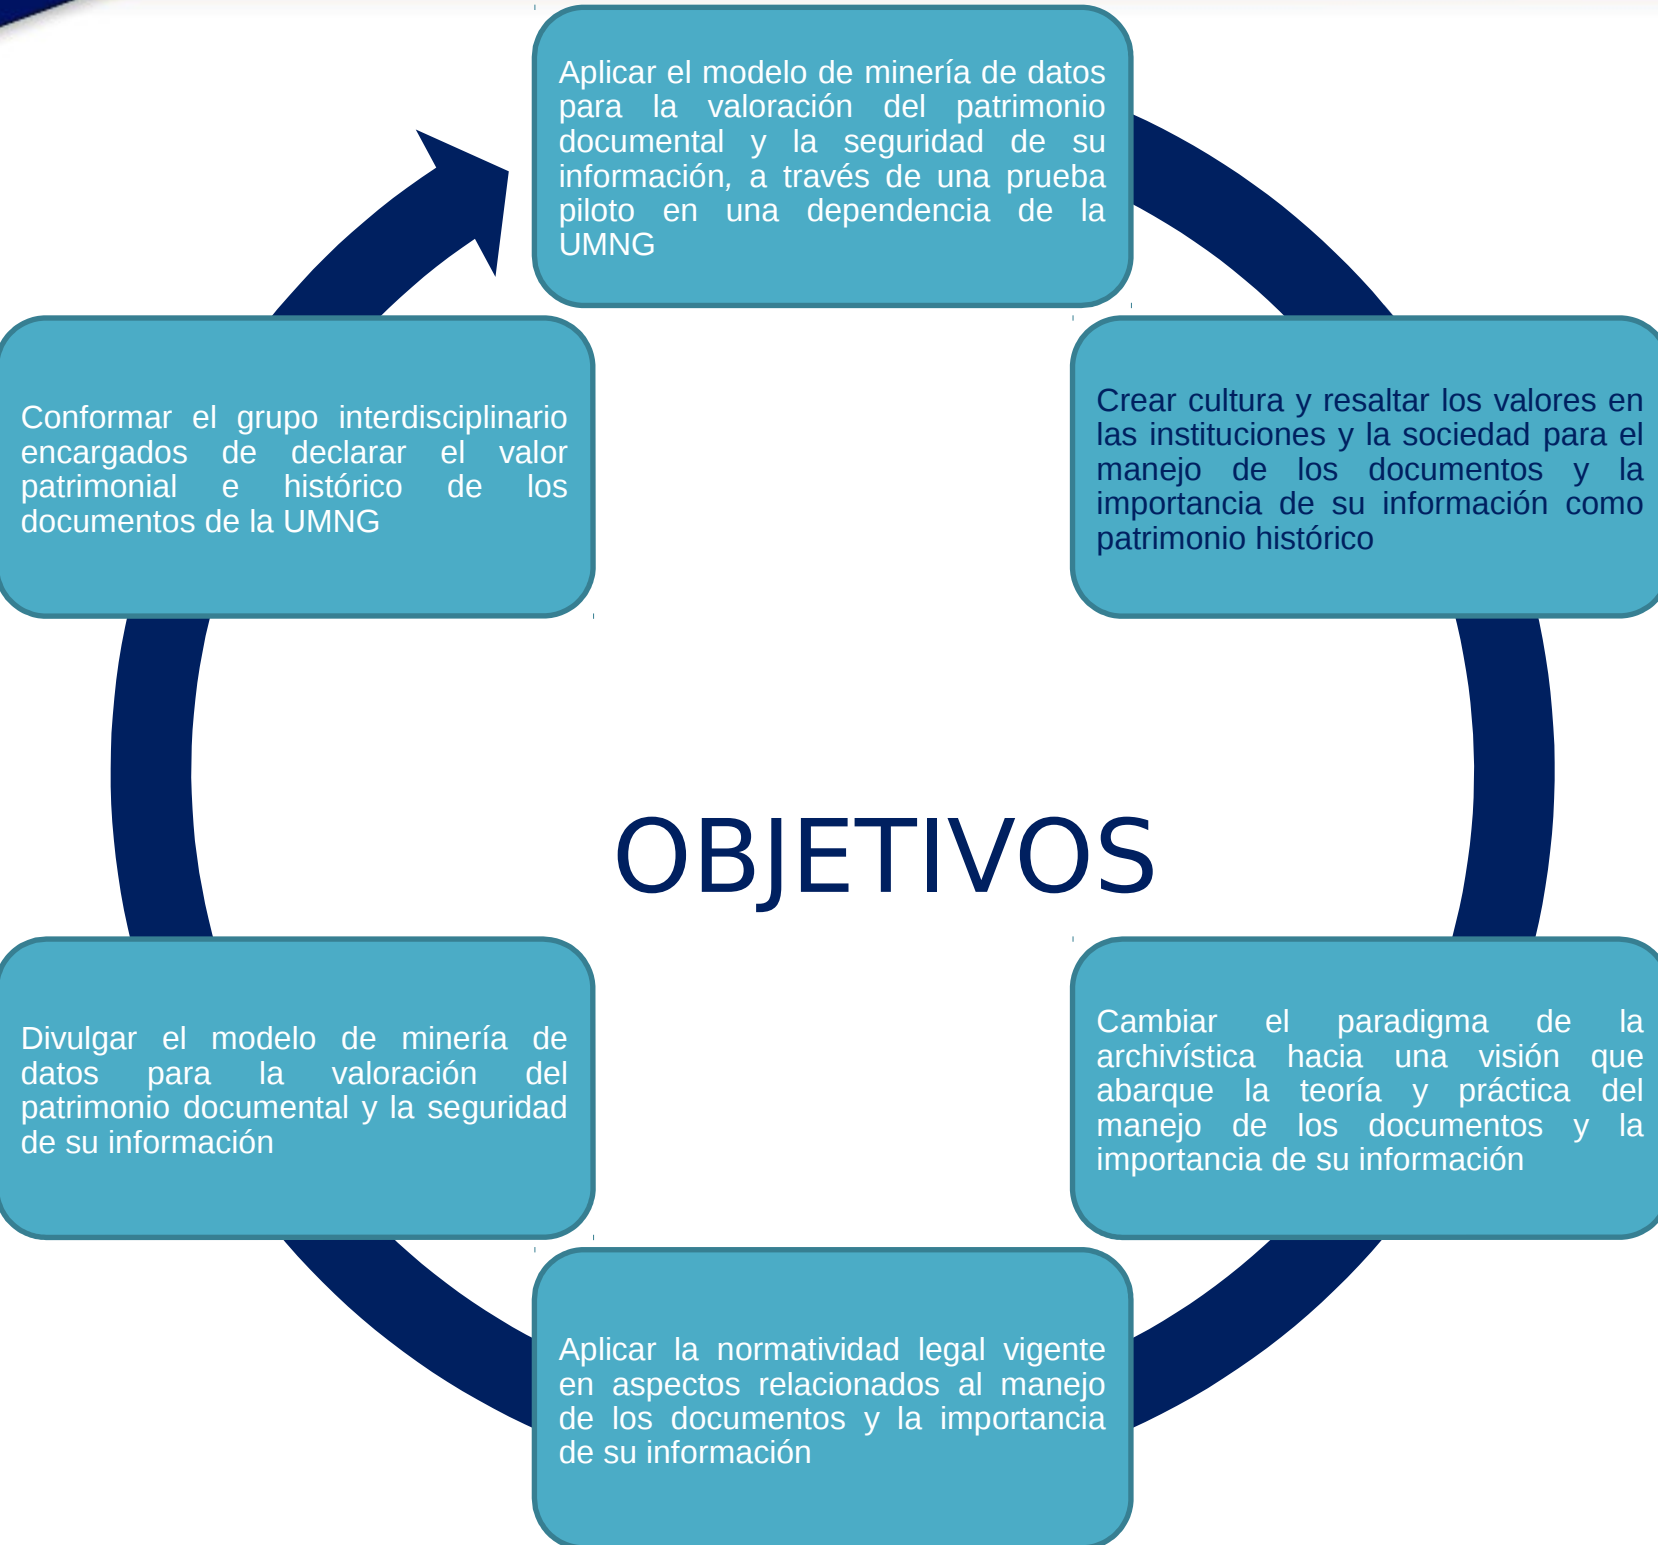 Aplicar el modelo de minería de datos
para la valoración del patrimonio
documental y la seguridad de su
información, a través de una prueba
piloto en una dependencia de la
UMNG
Crear cultura y resaltar los valores en
las instituciones y la sociedad para el
manejo de los documentos y la
importancia de su información como
patrimonio histórico
Cambiar el paradigma de la
archivística hacia una visión que
abarque la teoría y práctica del
manejo de los documentos y la
importancia de su información
Aplicar la normatividad legal vigente
en aspectos relacionados al manejo
de los documentos y la importancia
de su información
Divulgar el modelo de minería de
datos para la valoración del
patrimonio documental y la seguridad
de su información
Conformar el grupo interdisciplinario
encargados de declarar el valor
patrimonial e histórico de los
documentos de la UMNG
OBJETIVOS